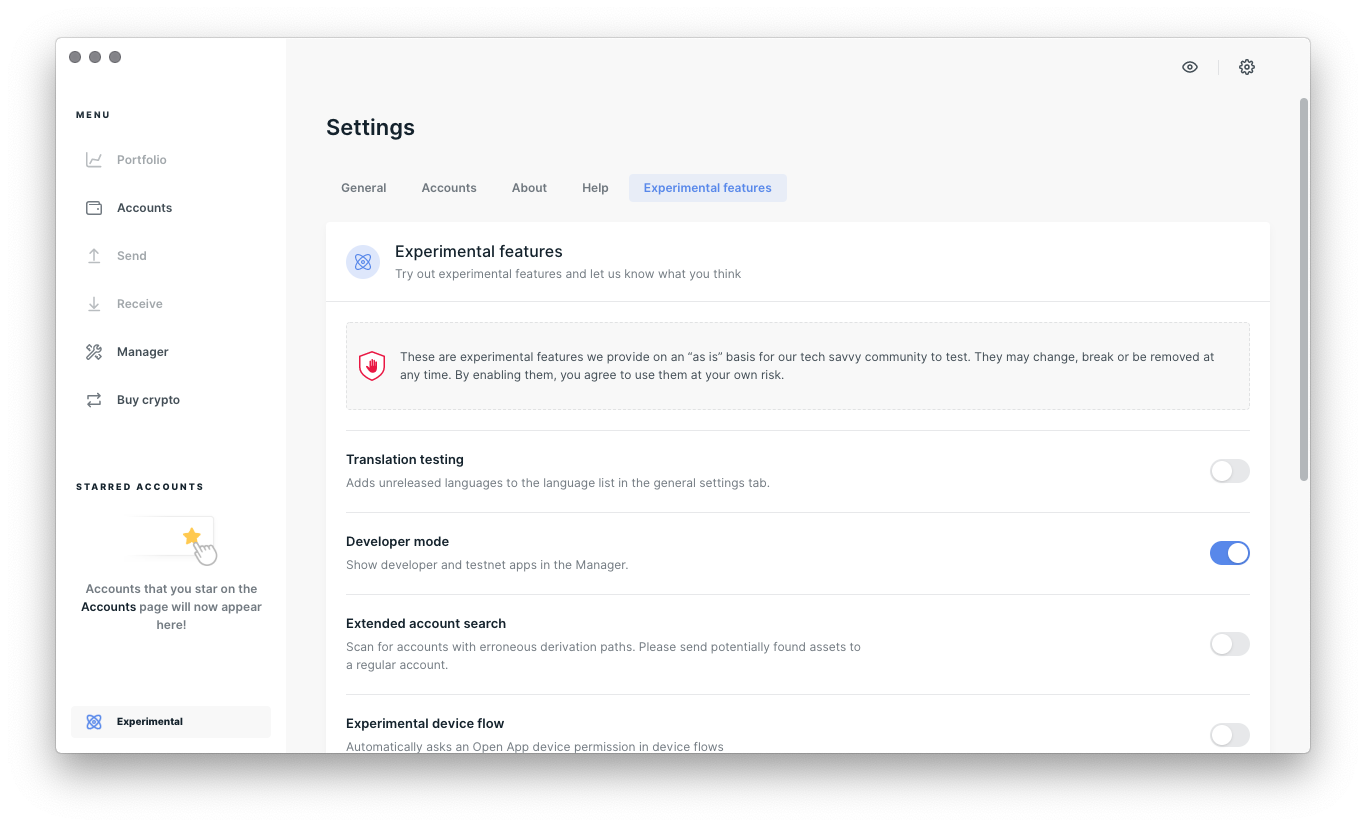 MENU
Portfolio
Accounts
Send
Receive
Manager
Buy crypto
STARRED ACCOUNTS
Accounts that you star on the
Accounts page will now appear
here!
Experimental
Settings
General
Accounts
About
Help
Experimental features
Experimental features
Try out experimental features and let us know what you think
These are experimental features we provide on an “as is” basis for our tech savvy community to test. They may change, break or be removed at
any time. By enabling them, you agree to use them at your own risk.
Translation testing
Adds unreleased languages to the language list in the general settings tab.
Developer mode
Show developer and testnet apps in the Manager.
Extended account search
Scan for accounts with erroneous derivation paths. Please send potentially found assets to
a regular account.
Experimental device flow
Automatically asks an Open App device permission in device flows